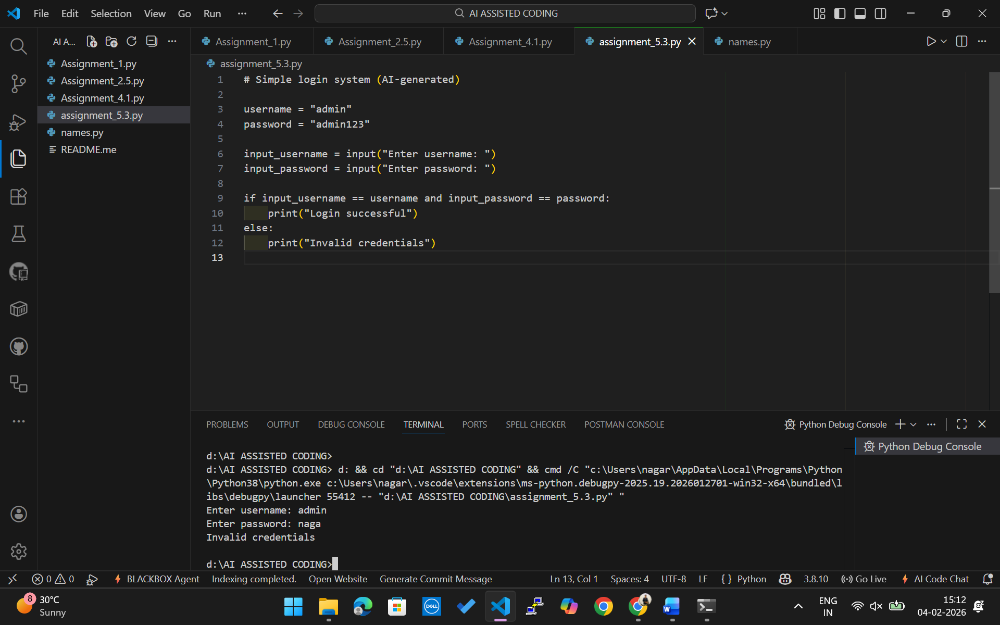 File Edit Selection View Go Run
AI ASSISTED CODING
AI A...
Assignment_1.py
Assignment_2.5.py
Assignment_4.1.py
assignment_5.3.py
names.py
README.me
Assignment_1.py
Assignment_2.5.py
Assignment_4.1.py
assignment_5.3.py
names.py
assignment_5.3.py
1 # Simple login system (AI-generated)
2
3 username = "admin"
4 password = "admin123"
5
6 input_username = input("Enter username: ")
7 input_password = input("Enter password: ")
8
9 if input_username == username and input_password == password:
10 print("Login successful")
11 else:
12 print("Invalid credentials")
13
PROBLEMS OUTPUT DEBUG CONSOLE TERMINAL PORTS SPELL CHECKER POSTMAN CONSOLE
Python Debug Console
Python Debug Console
d:\AI ASSISTED CODING>
d:\AI ASSISTED CODING> d: && cd "d:\AI ASSISTED CODING" && cmd /C "c:\Users\nagar\AppData\Local\Programs\Python
\Python38\python.exe c:\Users\nagar\.vscode\extensions\ms-python.debugpy-2025.19.2026012701-win32-x64\bundled\l
ibs\debugpy\launcher 55412 -- "d:\AI ASSISTED CODING\assignment_5.3.py" "
Enter username: admin
Enter password: naga
Invalid credentials
d:\AI ASSISTED CODING>
0 0 BLACKBOX Agent Indexing completed. Open Website Generate Commit Message Ln 13, Col 1 Spaces: 4 UTF-8 LF { } Python 3.8.10 Go Live AI Code Chat
8
30°C
Sunny
DELL
W
ENG
IN
15:12
04-02-2026